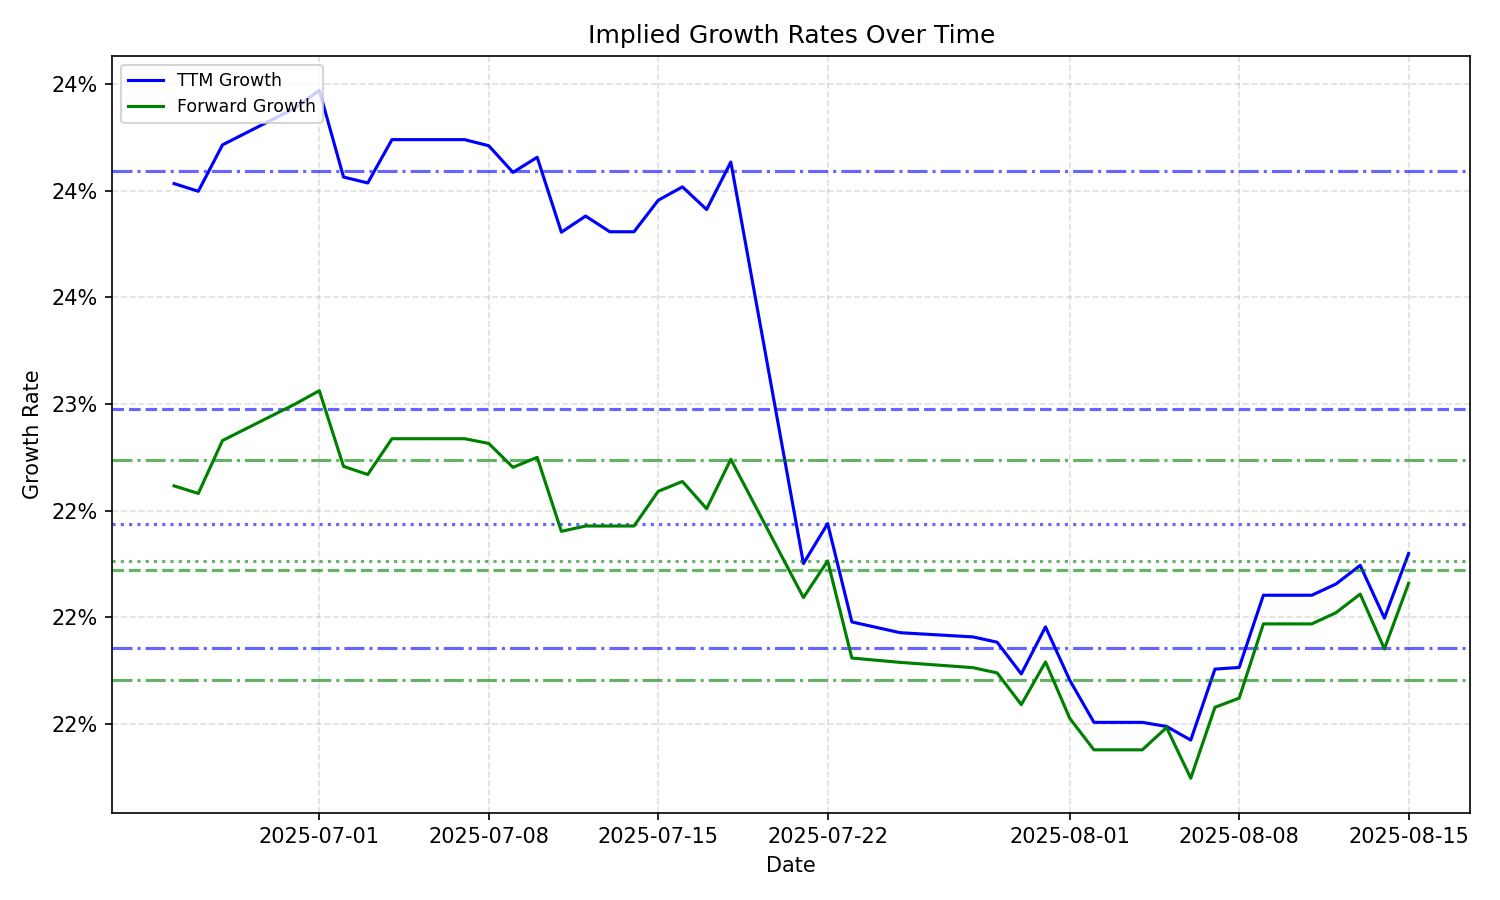 Implied Growth Rates Over Time
TTM Growth
Forward Growth
24%
24%
24%
23%
22%
22%
22%
Growth Rate
2025-07-01
2025-07-08
2025-07-15
2025-07-22
2025-08-01
2025-08-08
2025-08-15
Date